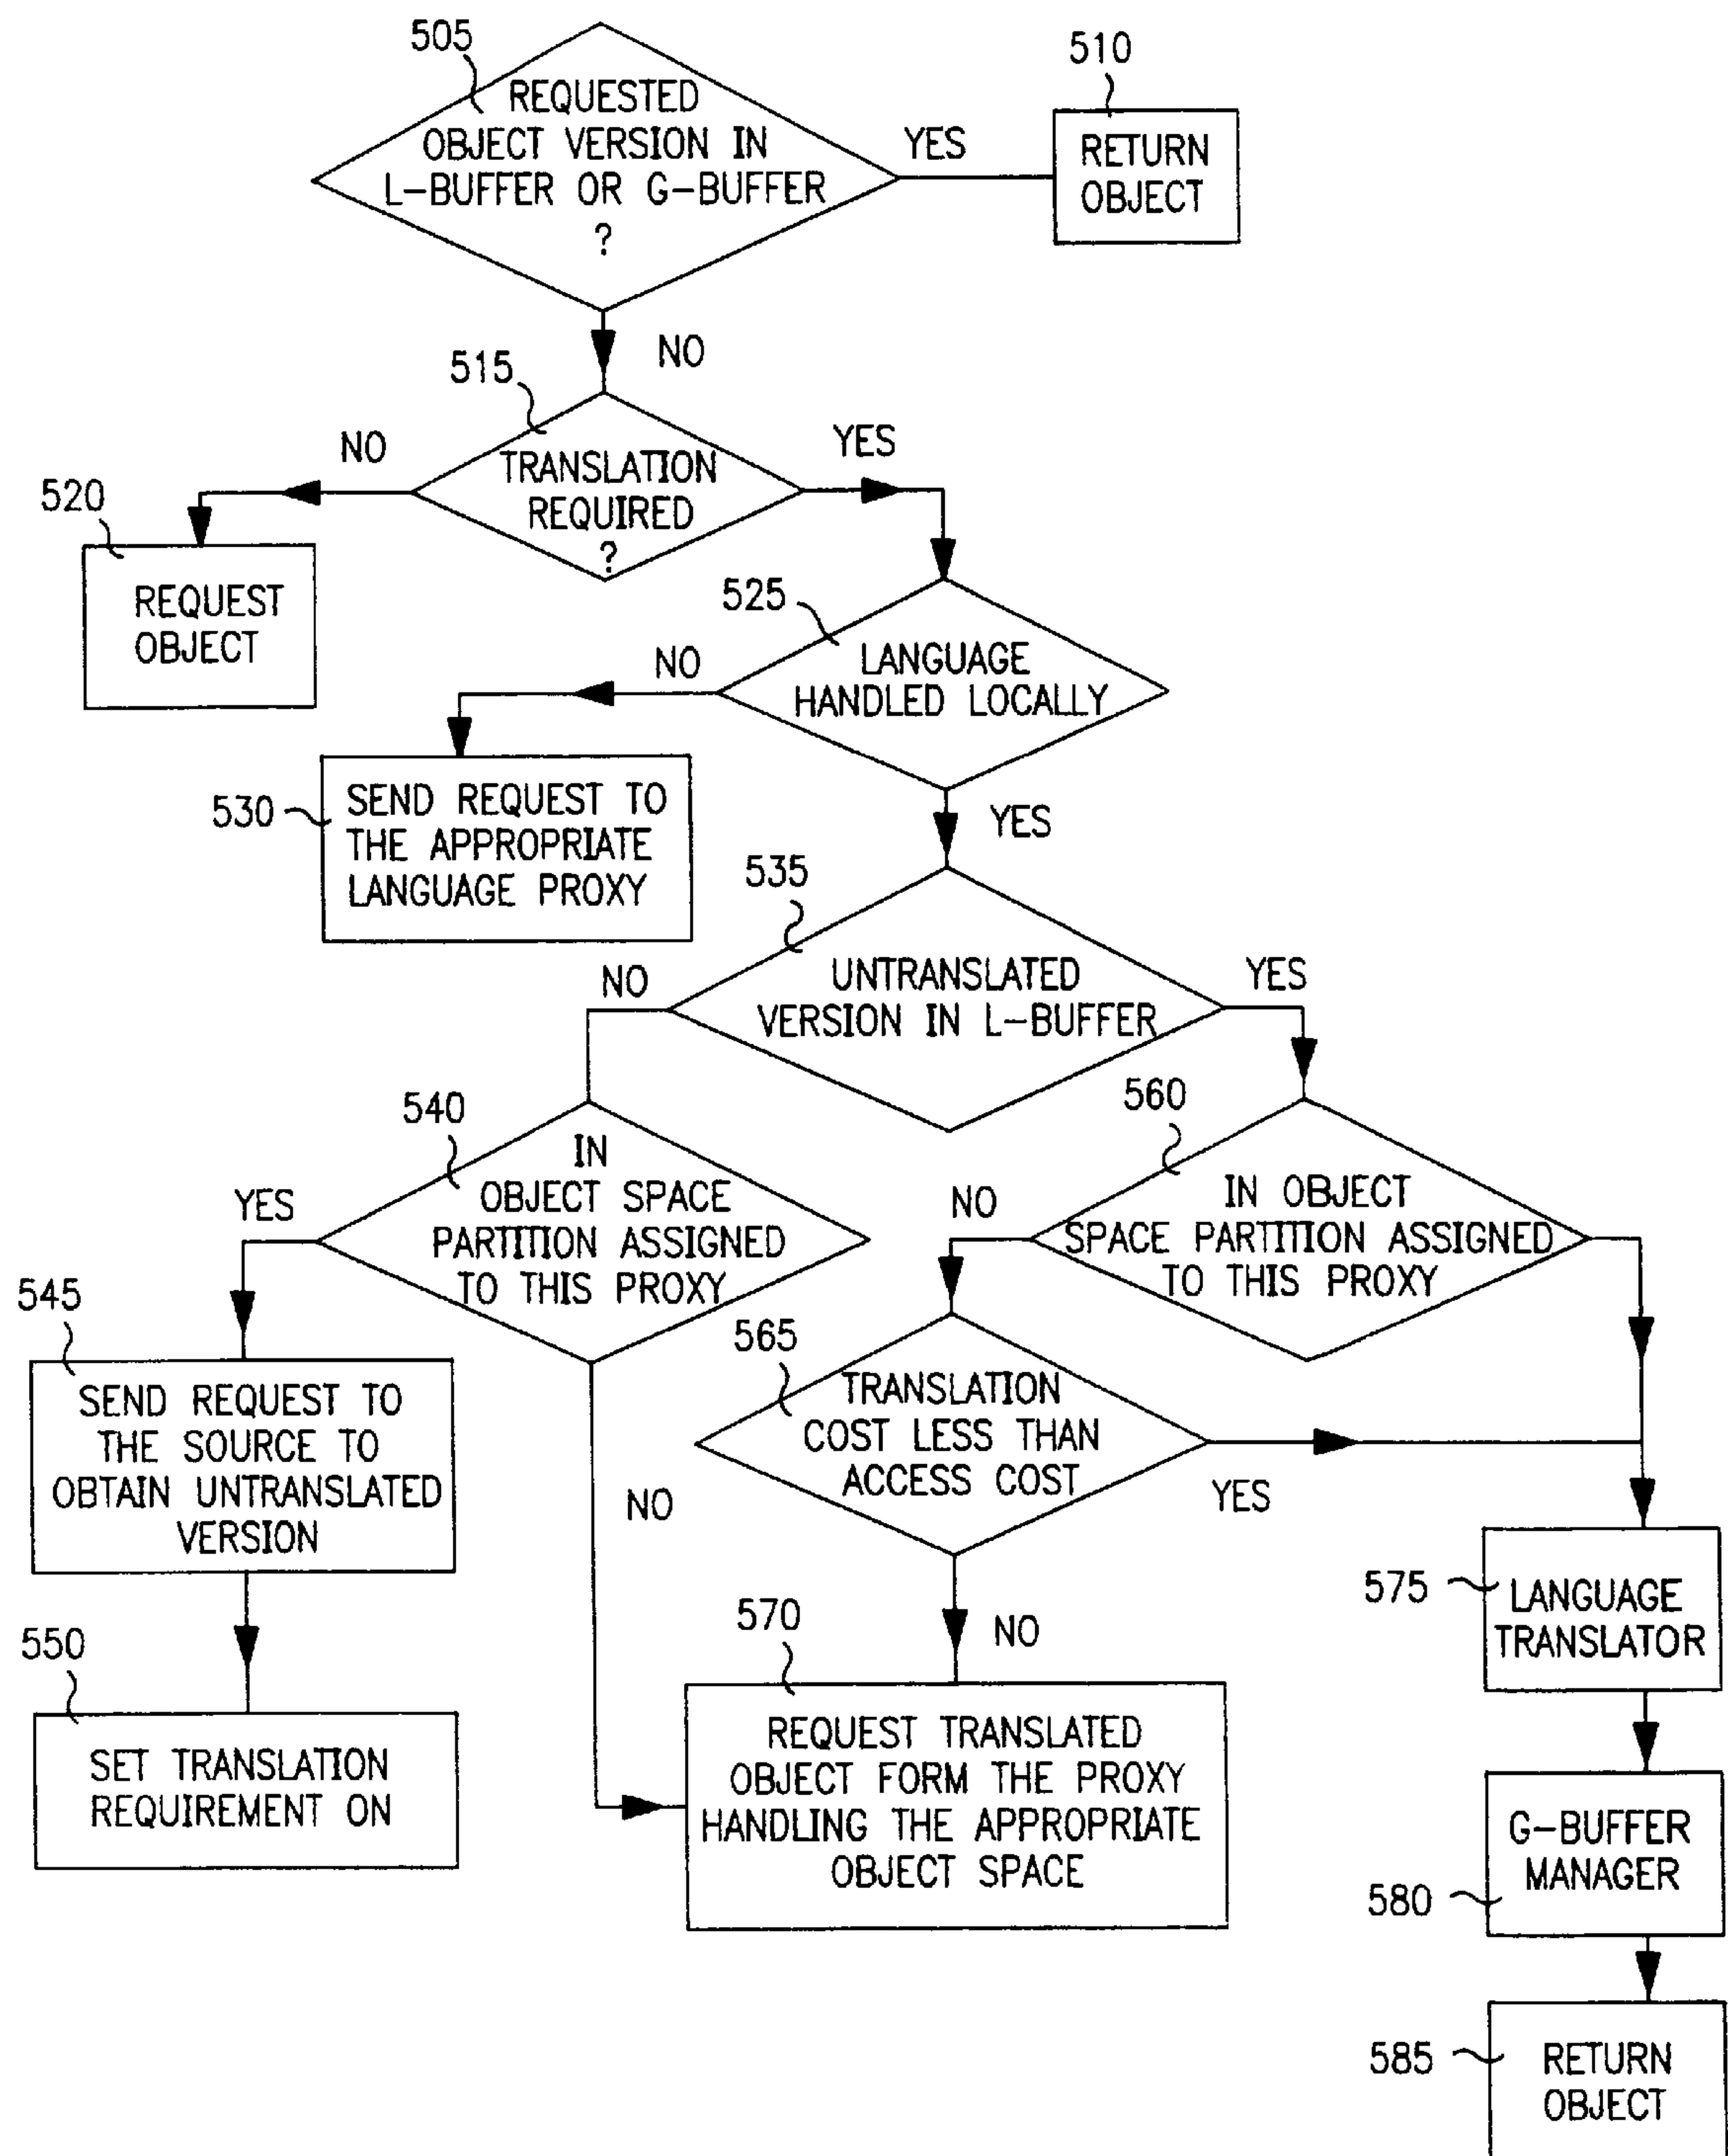 505
REQUESTED
OBJECT VERSION IN
L-BUFFER OR G-BUFFER
?
YES
510
RETURN
OBJECT
NO
515
TRANSLATION
REQUIRED
?
NO
YES
520
REQUEST
OBJECT
525
LANGUAGE
HANDLED LOCALLY
NO
530
SEND REQUEST TO
THE APPROPRIATE
LANGUAGE PROXY
YES
535
UNTRANSLATED
VERSION IN L-BUFFER
NO
YES
540
IN
OBJECT SPACE
PARTITION ASSIGNED
TO THIS PROXY
YES
560
IN OBJECT
SPACE PARTITION ASSIGNED
TO THIS PROXY
NO
545
SEND REQUEST TO
THE SOURCE TO
OBTAIN UNTRANSLATED
VERSION
NO
565
TRANSLATION
COST LESS THAN
ACCESS COST
YES
550
SET TRANSLATION
REQUIREMENT ON
NO
570
REQUEST TRANSLATED
OBJECT FORM THE PROXY
HANDLING THE APPROPRIATE
OBJECT SPACE
575
LANGUAGE
TRANSLATOR
580
G-BUFFER
MANAGER
585
RETURN
OBJECT